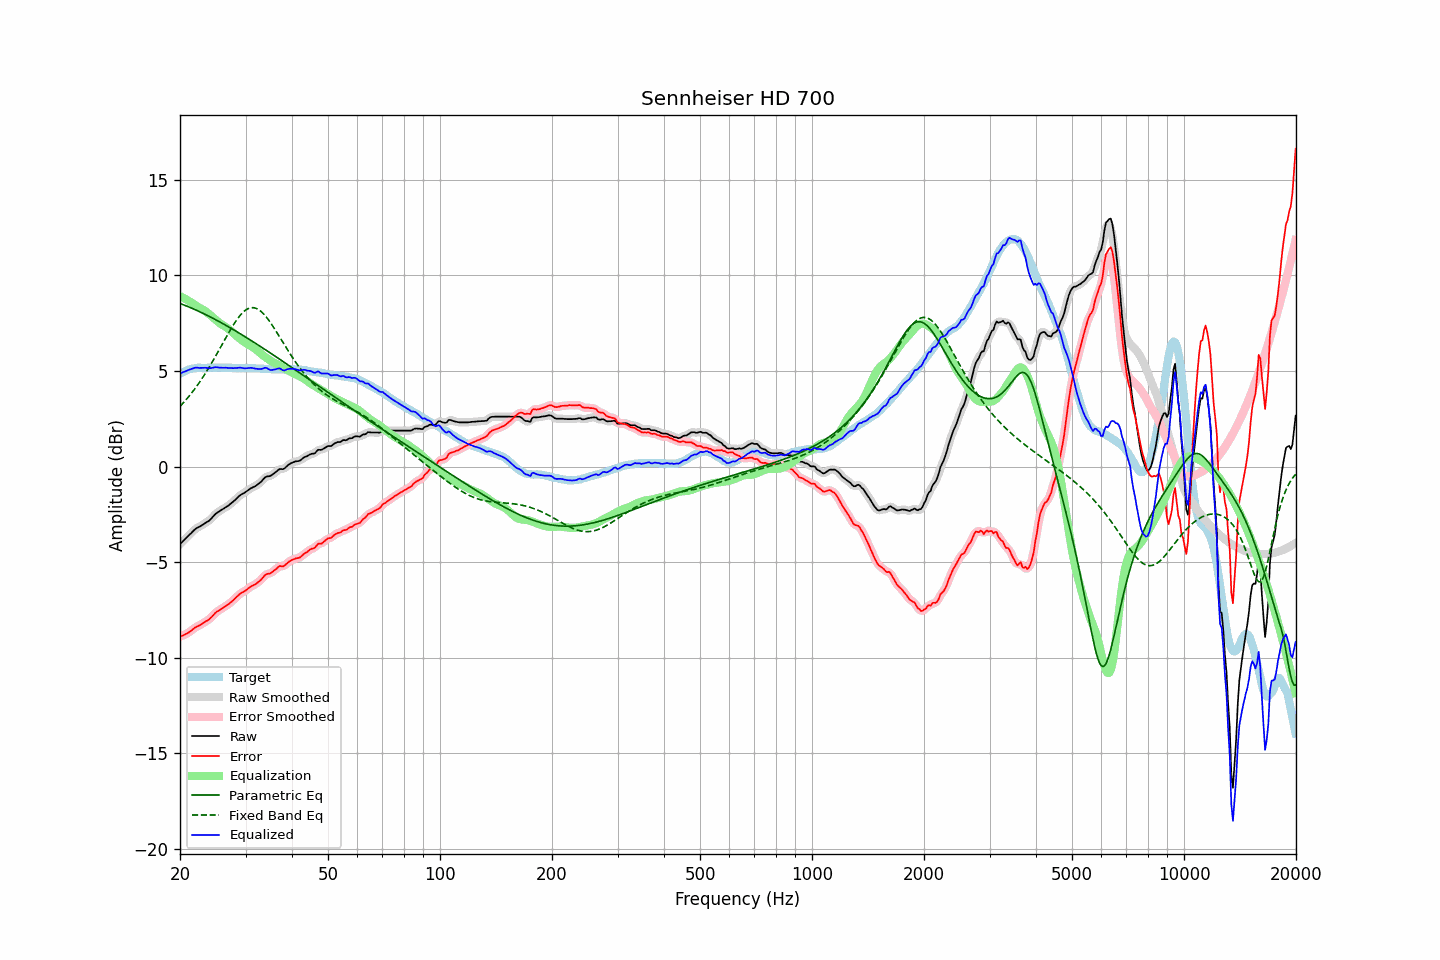 Sennheiser HD 700
Amplitude (dBr)
15
10
5
0
−5
−10
−15
−20
Target
Raw Smoothed
Error Smoothed
Raw
Error
Equalization
Parametric Eq
Fixed Band Eq
Equalized
20 50 100 200 500 1000 2000 5000 10000 20000
Frequency (Hz)